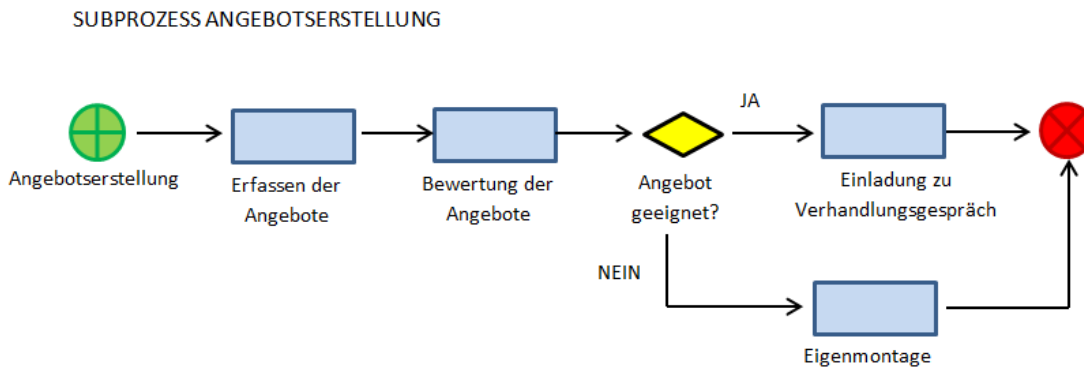 SUBPROZESS ANGEBOTSERSTELLUNG
Angebotserstellung
Erfassen der
Angebote
Bewertung der
Angebote
Angebot
geeignet?
JA
Einladung zu
Verhandlungsgespräch
NEIN
Eigenmontage